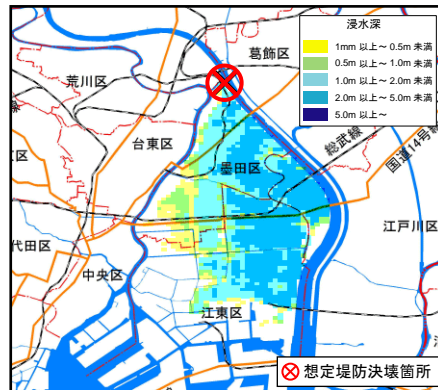 浸水深
1mm 以上～ 0.5m 未満
0.5m 以上～ 1.0m 未満
1.0m 以上～ 2.0m 未満
2.0m 以上～ 5.0m 未満
5.0m 以上～
葛飾区
荒川区
台東区
総武線
国道14号
墨田区
区
江戸川区
代田区
中央区
江東区
想定堤防決壊箇所